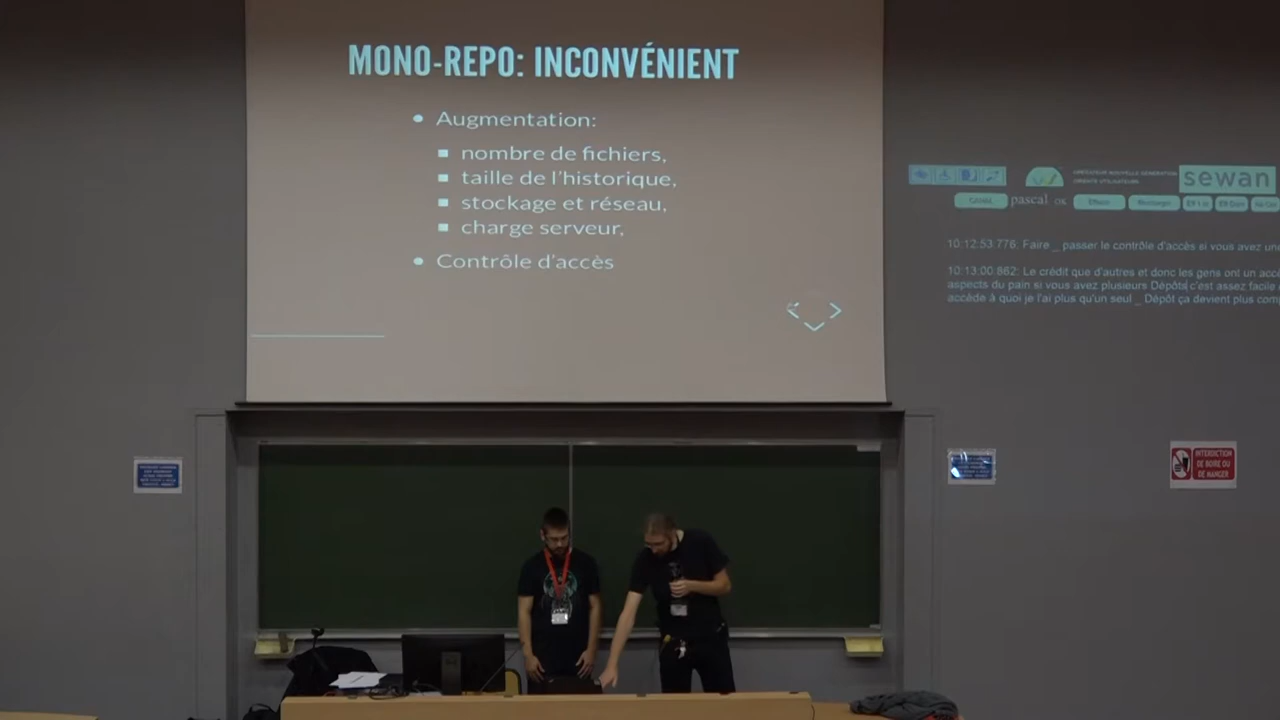 MONO-REPO: INCONVÉNIENT
Augmentation:
nombre de fichiers,
taille de l'historique,
stockage et réseau,
charge serveur,
Contrôle d'accès
sewan
pascal
10:12:53:776: Faire _ passer le contrôle d'accès si vous avez une
10:13:00.862: Le crédit que d'autres et donc les gens ont un accè
aspects du pain si vous avez plusieurs Dépôts c'est assez facile
accède à quoi je l'ai plus qu'un seul _ Dépôt ça devient plus com
INTERDICTION
DE BOIRE OU
DE MANGER